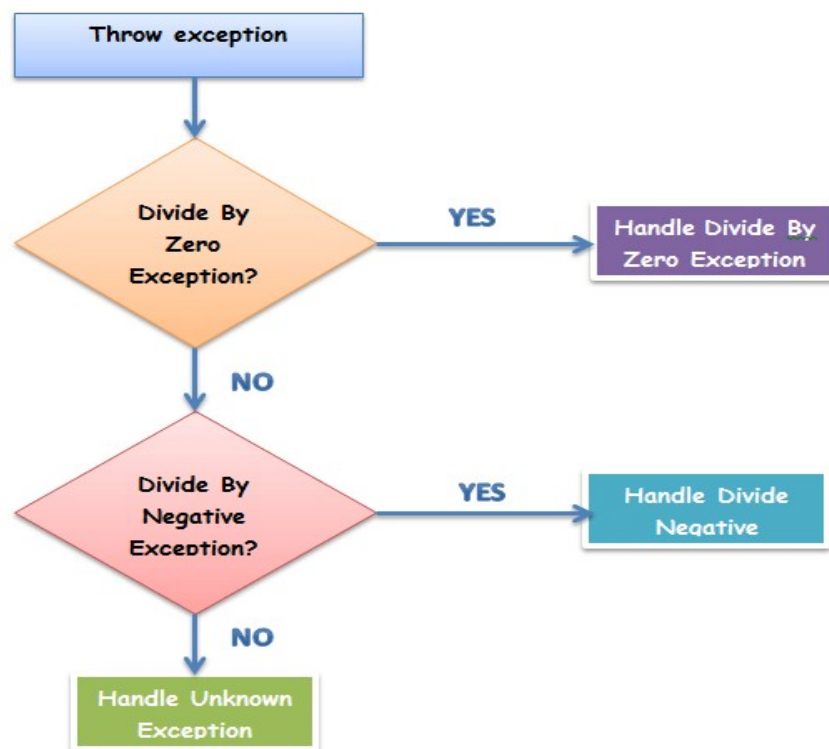 Throw exception
Divide By
Zero
Exception?
YES
Handle Divide By
Zero Exception
NO
Divide By
Negative
Exception?
YES
Handle Divide
Negative
NO
Handle Unknown
Exception